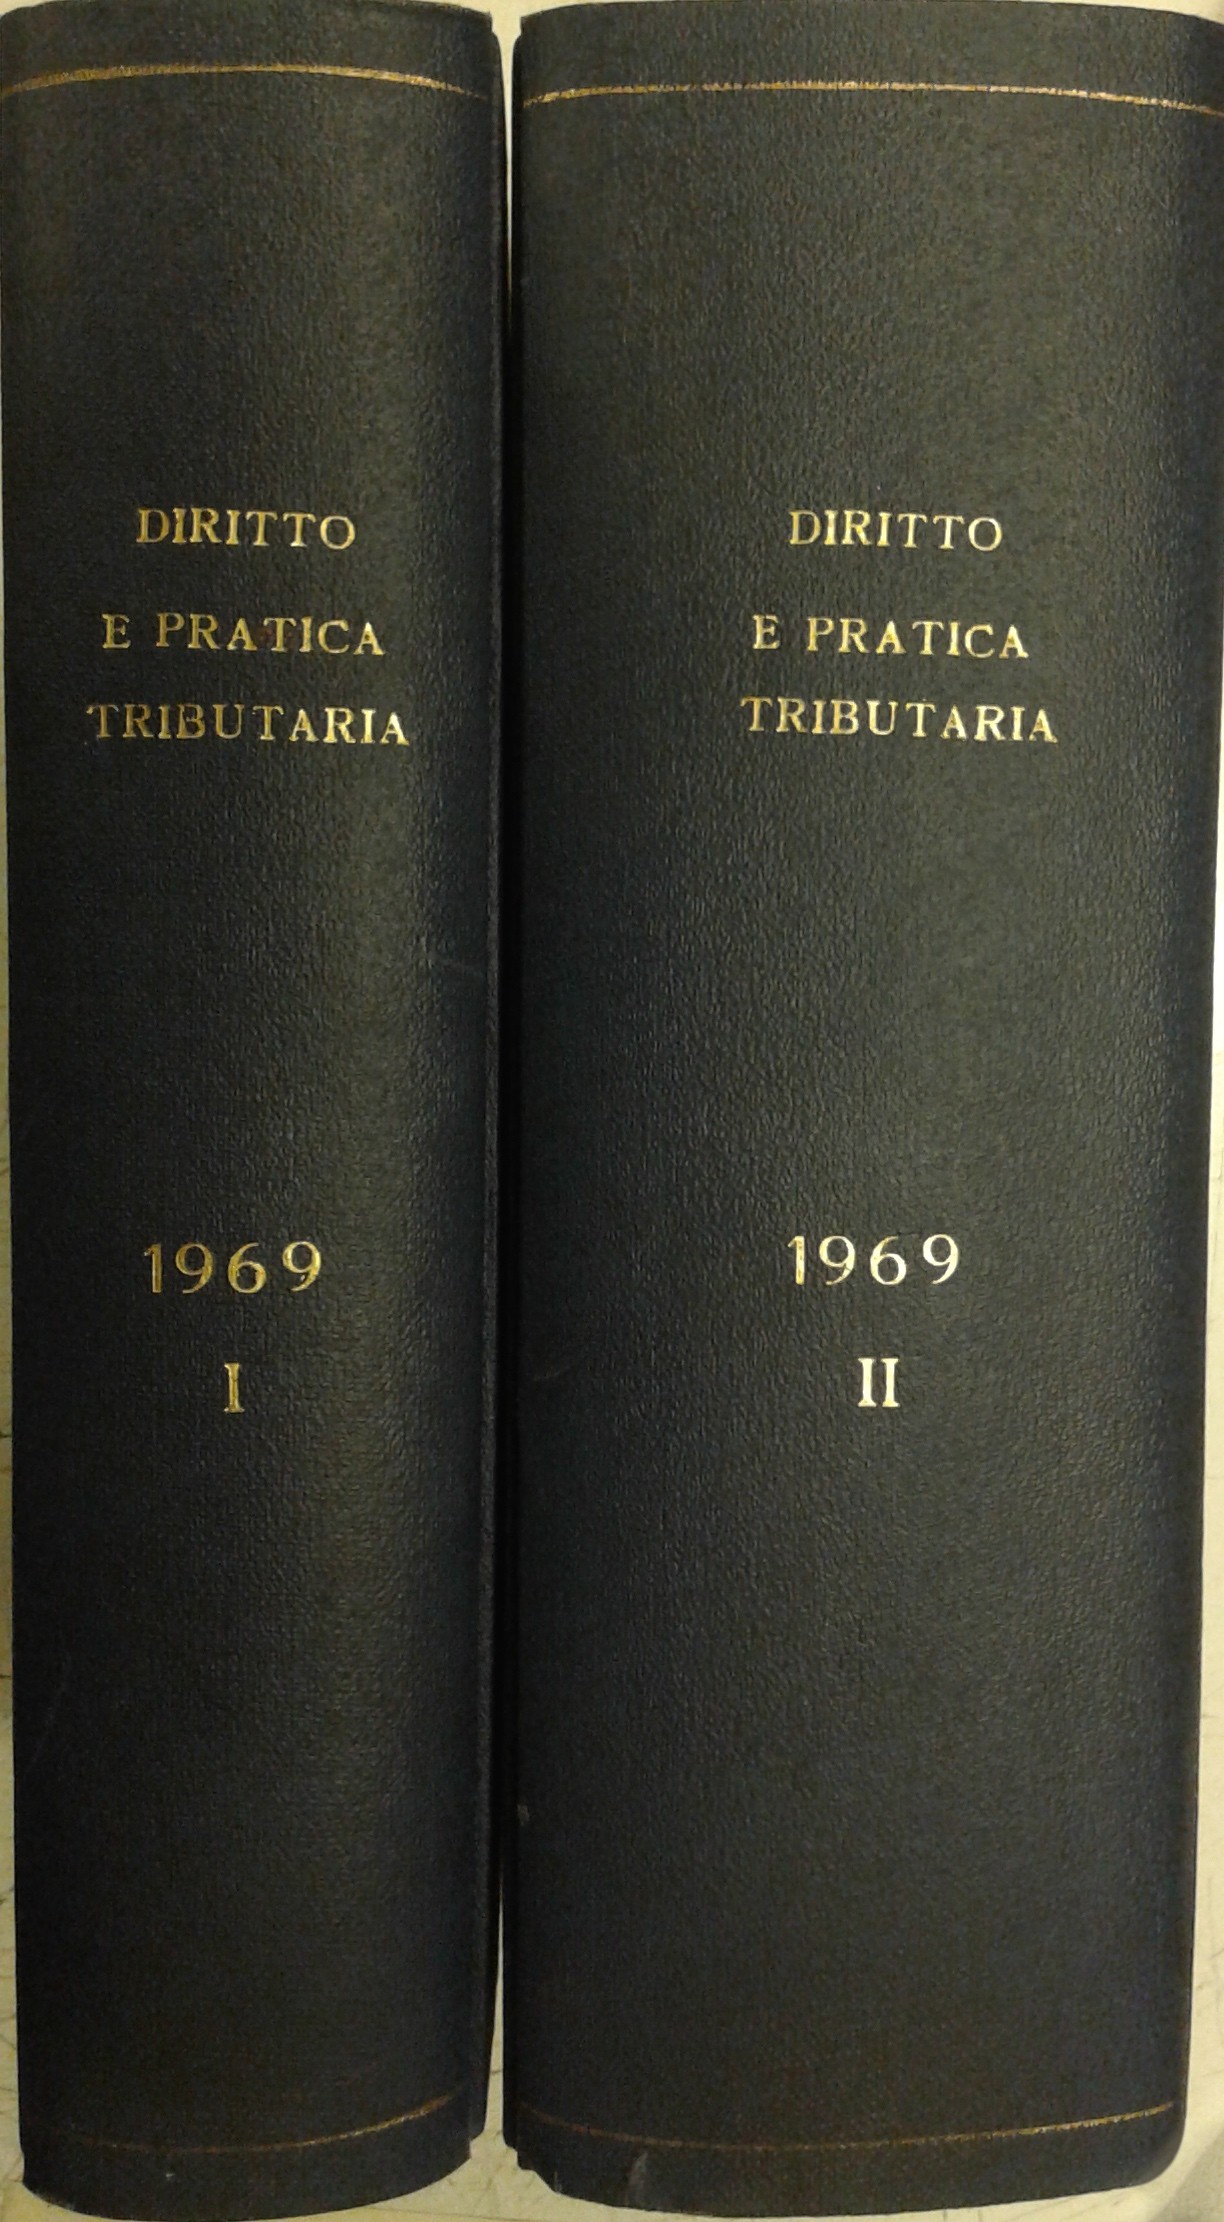 DIRITTO
E PRATICA
TRIBUTARIA
1969
I
DIRITTO
E PRATICA
TRIBUTARIA
1969
II